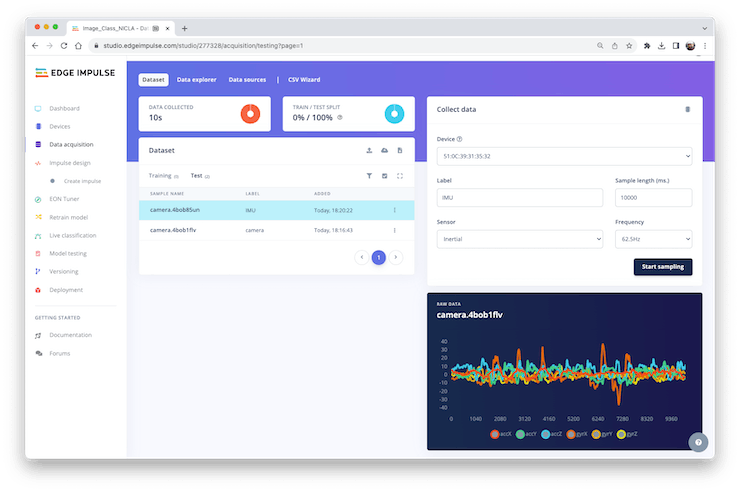 Image_Class_NICLA - Dat
studio.edgeimpulse.com/studio/277328/acquisition/testing?page=1
EDGE IMPULSE
Dashboard
Devices
Data acquisition
Impulse design
Create impulse
EON Tuner
Retrain model
Live classification
Model testing
Versioning
Deployment
GETTING STARTED
Documentation
Forums
Dataset Data explorer Data sources | CSV Wizard
DATA COLLECTED
10s
TRAIN / TEST SPLIT
0% / 100%
Dataset
Training (0) Test (2)
SAMPLE NAME LABEL ADDED
camera.4bob85un IMU Today, 18:20:22
camera.4bob1flv camera Today, 18:16:43
1
Collect data
Device
51:0C:39:31:35:32
Label
IMU
Sample length (ms.)
10000
Sensor
Inertial
Frequency
62.5Hz
Start sampling
RAW DATA
camera.4bob1flv
40
30
20
10
0
-10
-20
-30
-40
0 1040 2080 3120 4160 5200 6240 7280 8320 9360
accX accY accZ gyrX gyrY gyrZ